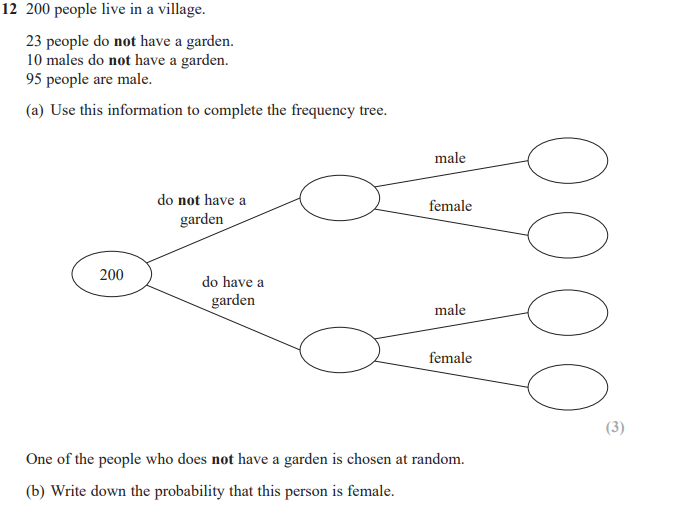 12 200 people live in a village.
23 people do not have a garden.
10 males do not have a garden.
95 people are male.
(a) Use this information to complete the frequency tree.
male
do not have a
garden
female
200
do have a
garden
male
female
(3)
One of the people who does not have a garden is chosen at random.
(b) Write down the probability that this person is female.